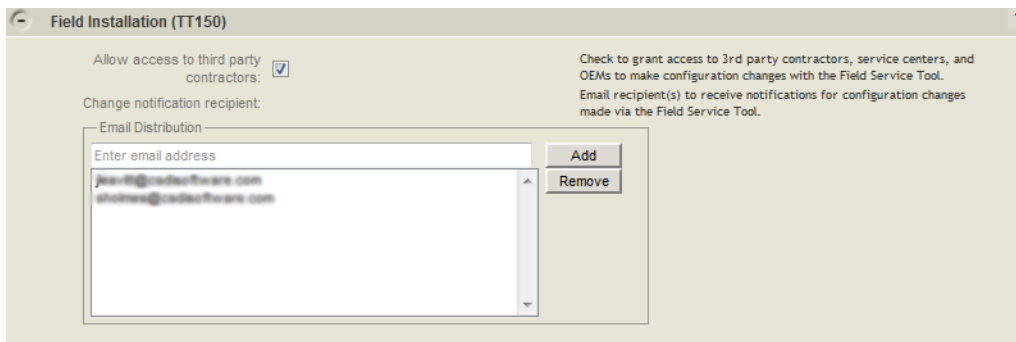 Field Installation (TT150)
Allow access to third party
contractors:
Check to grant access to 3rd party contractors, service centers, and
OEMs to make configuration changes with the Field Service Tool.
Change notification recipient:
Email recipient(s) to receive notifications for configuration changes
made via the Field Service Tool.
Email Distribution
Enter email address
Add
Remove